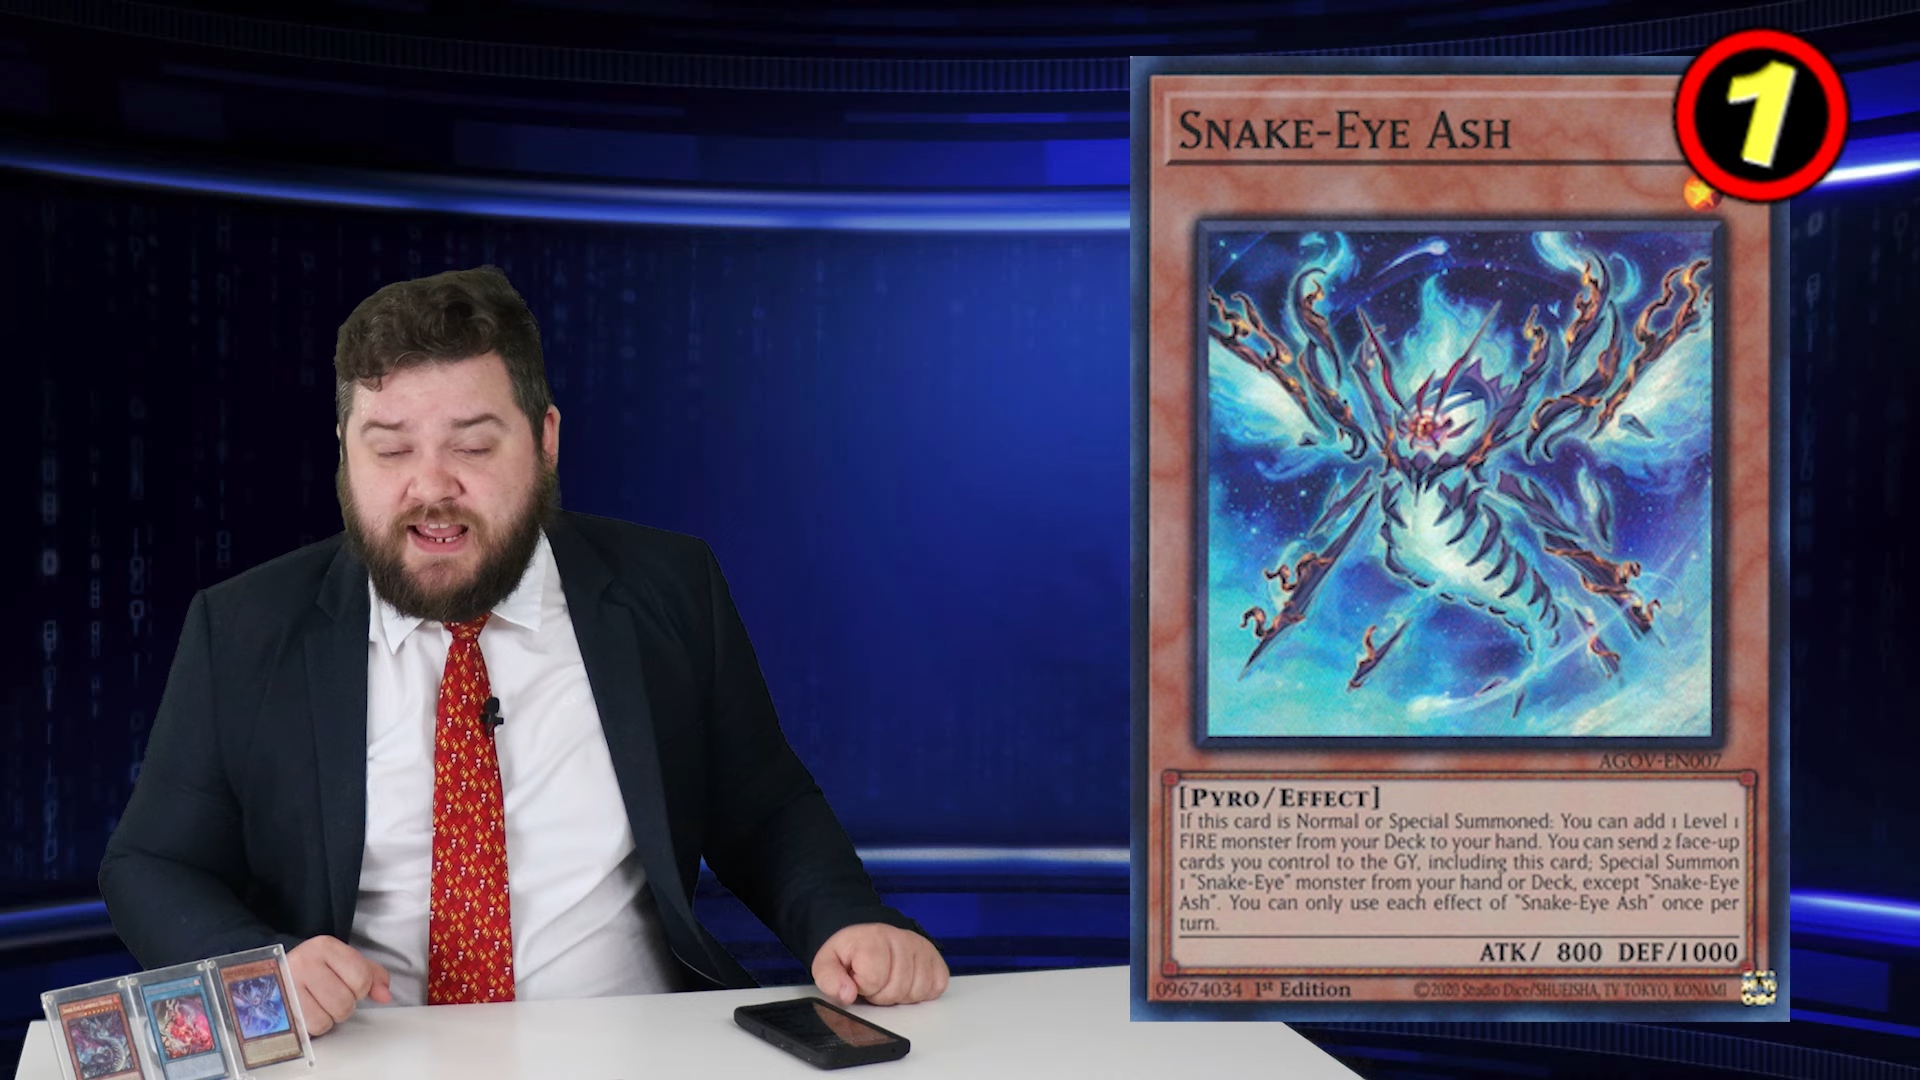 SNAKE-EYE ASH
1
AGOV-EN007
[PYRO/EFFECT]
If this card is Normal or Special Summoned: You can add 1 Level 1
FIRE monster from your Deck to your hand. You can send 2 face-up
cards you control to the GY, including this card; Special Summon
1 "Snake-Eye" monster from your hand or Deck, except "Snake-Eye
Ash". You can only use each effect of "Snake-Eye Ash" once per
turn.
ATK/ 800 DEF/1000
09674034 1st Edition ©2020 Studio Dice/SHUEISHA, TV TOKYO, KONAMI